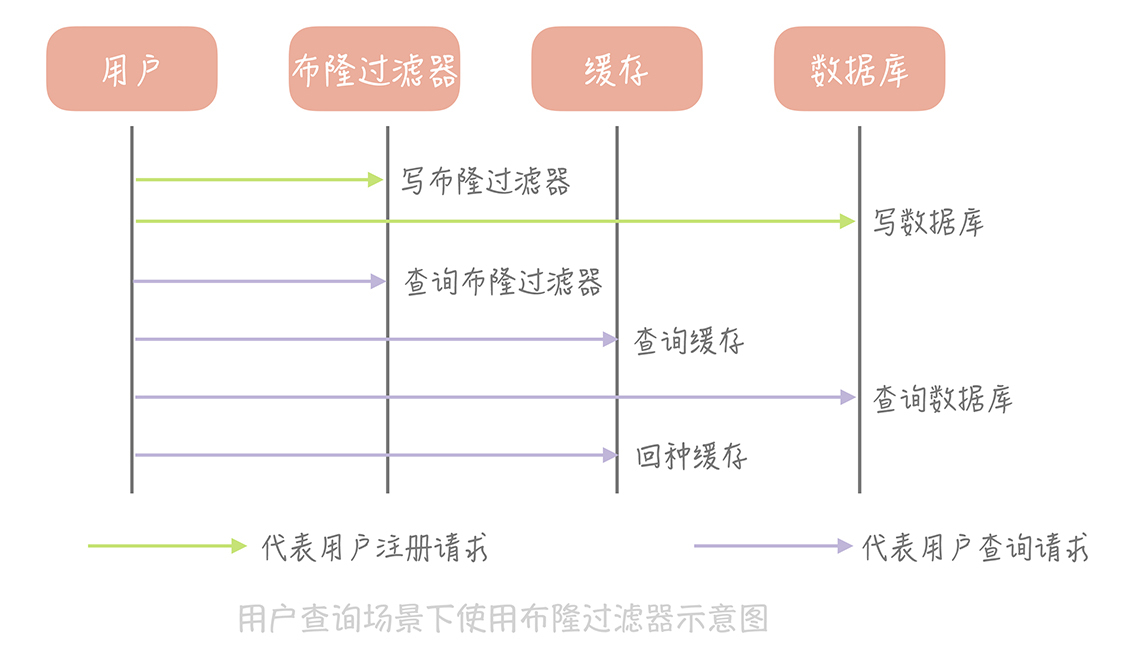 用户
布隆过滤器
缓存
数据库
写布隆过滤器
写数据库
查询布隆过滤器
查询缓存
查询数据库
回种缓存
代表用户注册请求
代表用户查询请求
用户查询场景下使用布隆过滤器示意图